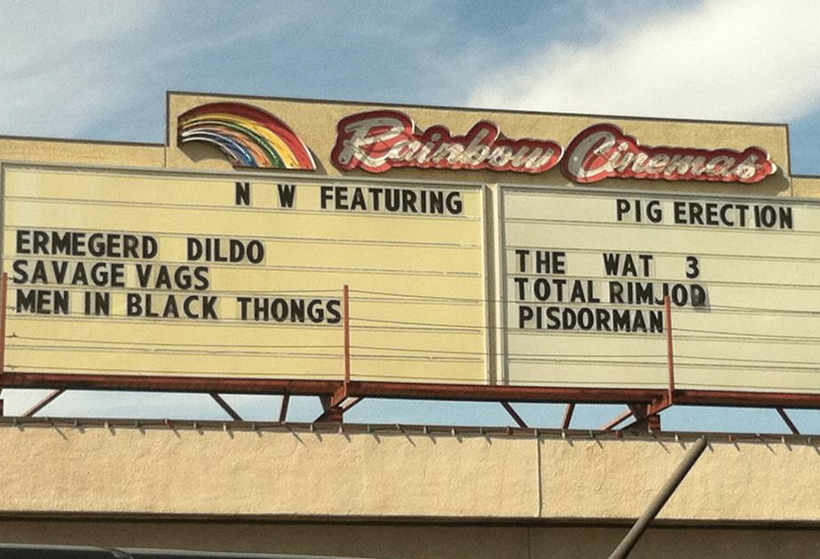 Rainbow Cinemas
N W FEATURING
ERMEGERD DILDO
SAVAGE VAGS
MEN IN BLACK THONGS
PIG ERECTION
THE WAT 3
TOTAL RIMJOD
PISDORMAN